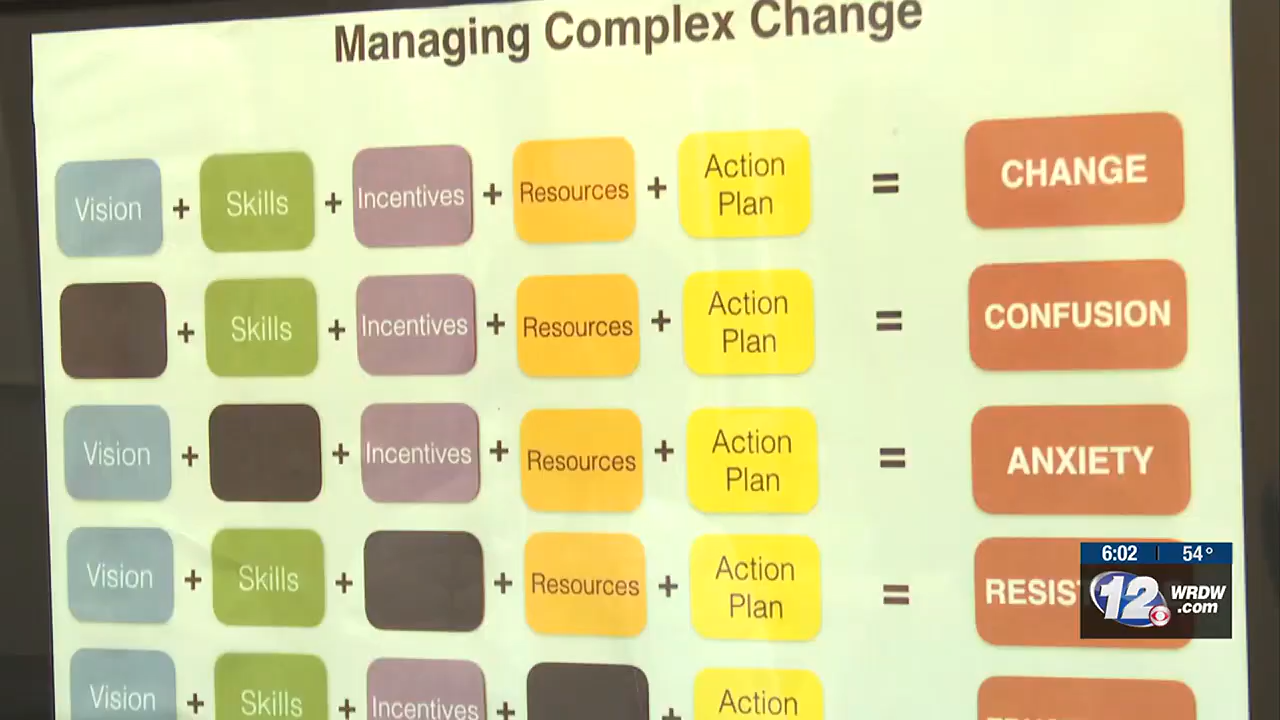 Managing Complex Change
Vision + Skills + Incentives + Resources + Action Plan = CHANGE
+ Skills + Incentives + Resources + Action Plan = CONFUSION
Vision + + Incentives + Resources + Action Plan = ANXIETY
Vision + Skills + + Resources + Action Plan = RESIST
Vision + Skills + Incentives + + Action
6:02 | 54°
12 WRDW
.com